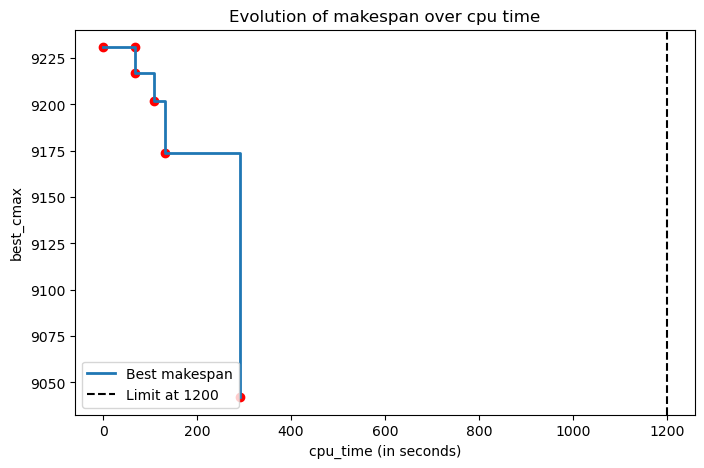 Evolution of makespan over cpu time
best_cmax
9225
9200
9175
9150
9125
9100
9075
9050
Best makespan
Limit at 1200
0 200 400 600 800 1000 1200
cpu_time (in seconds)